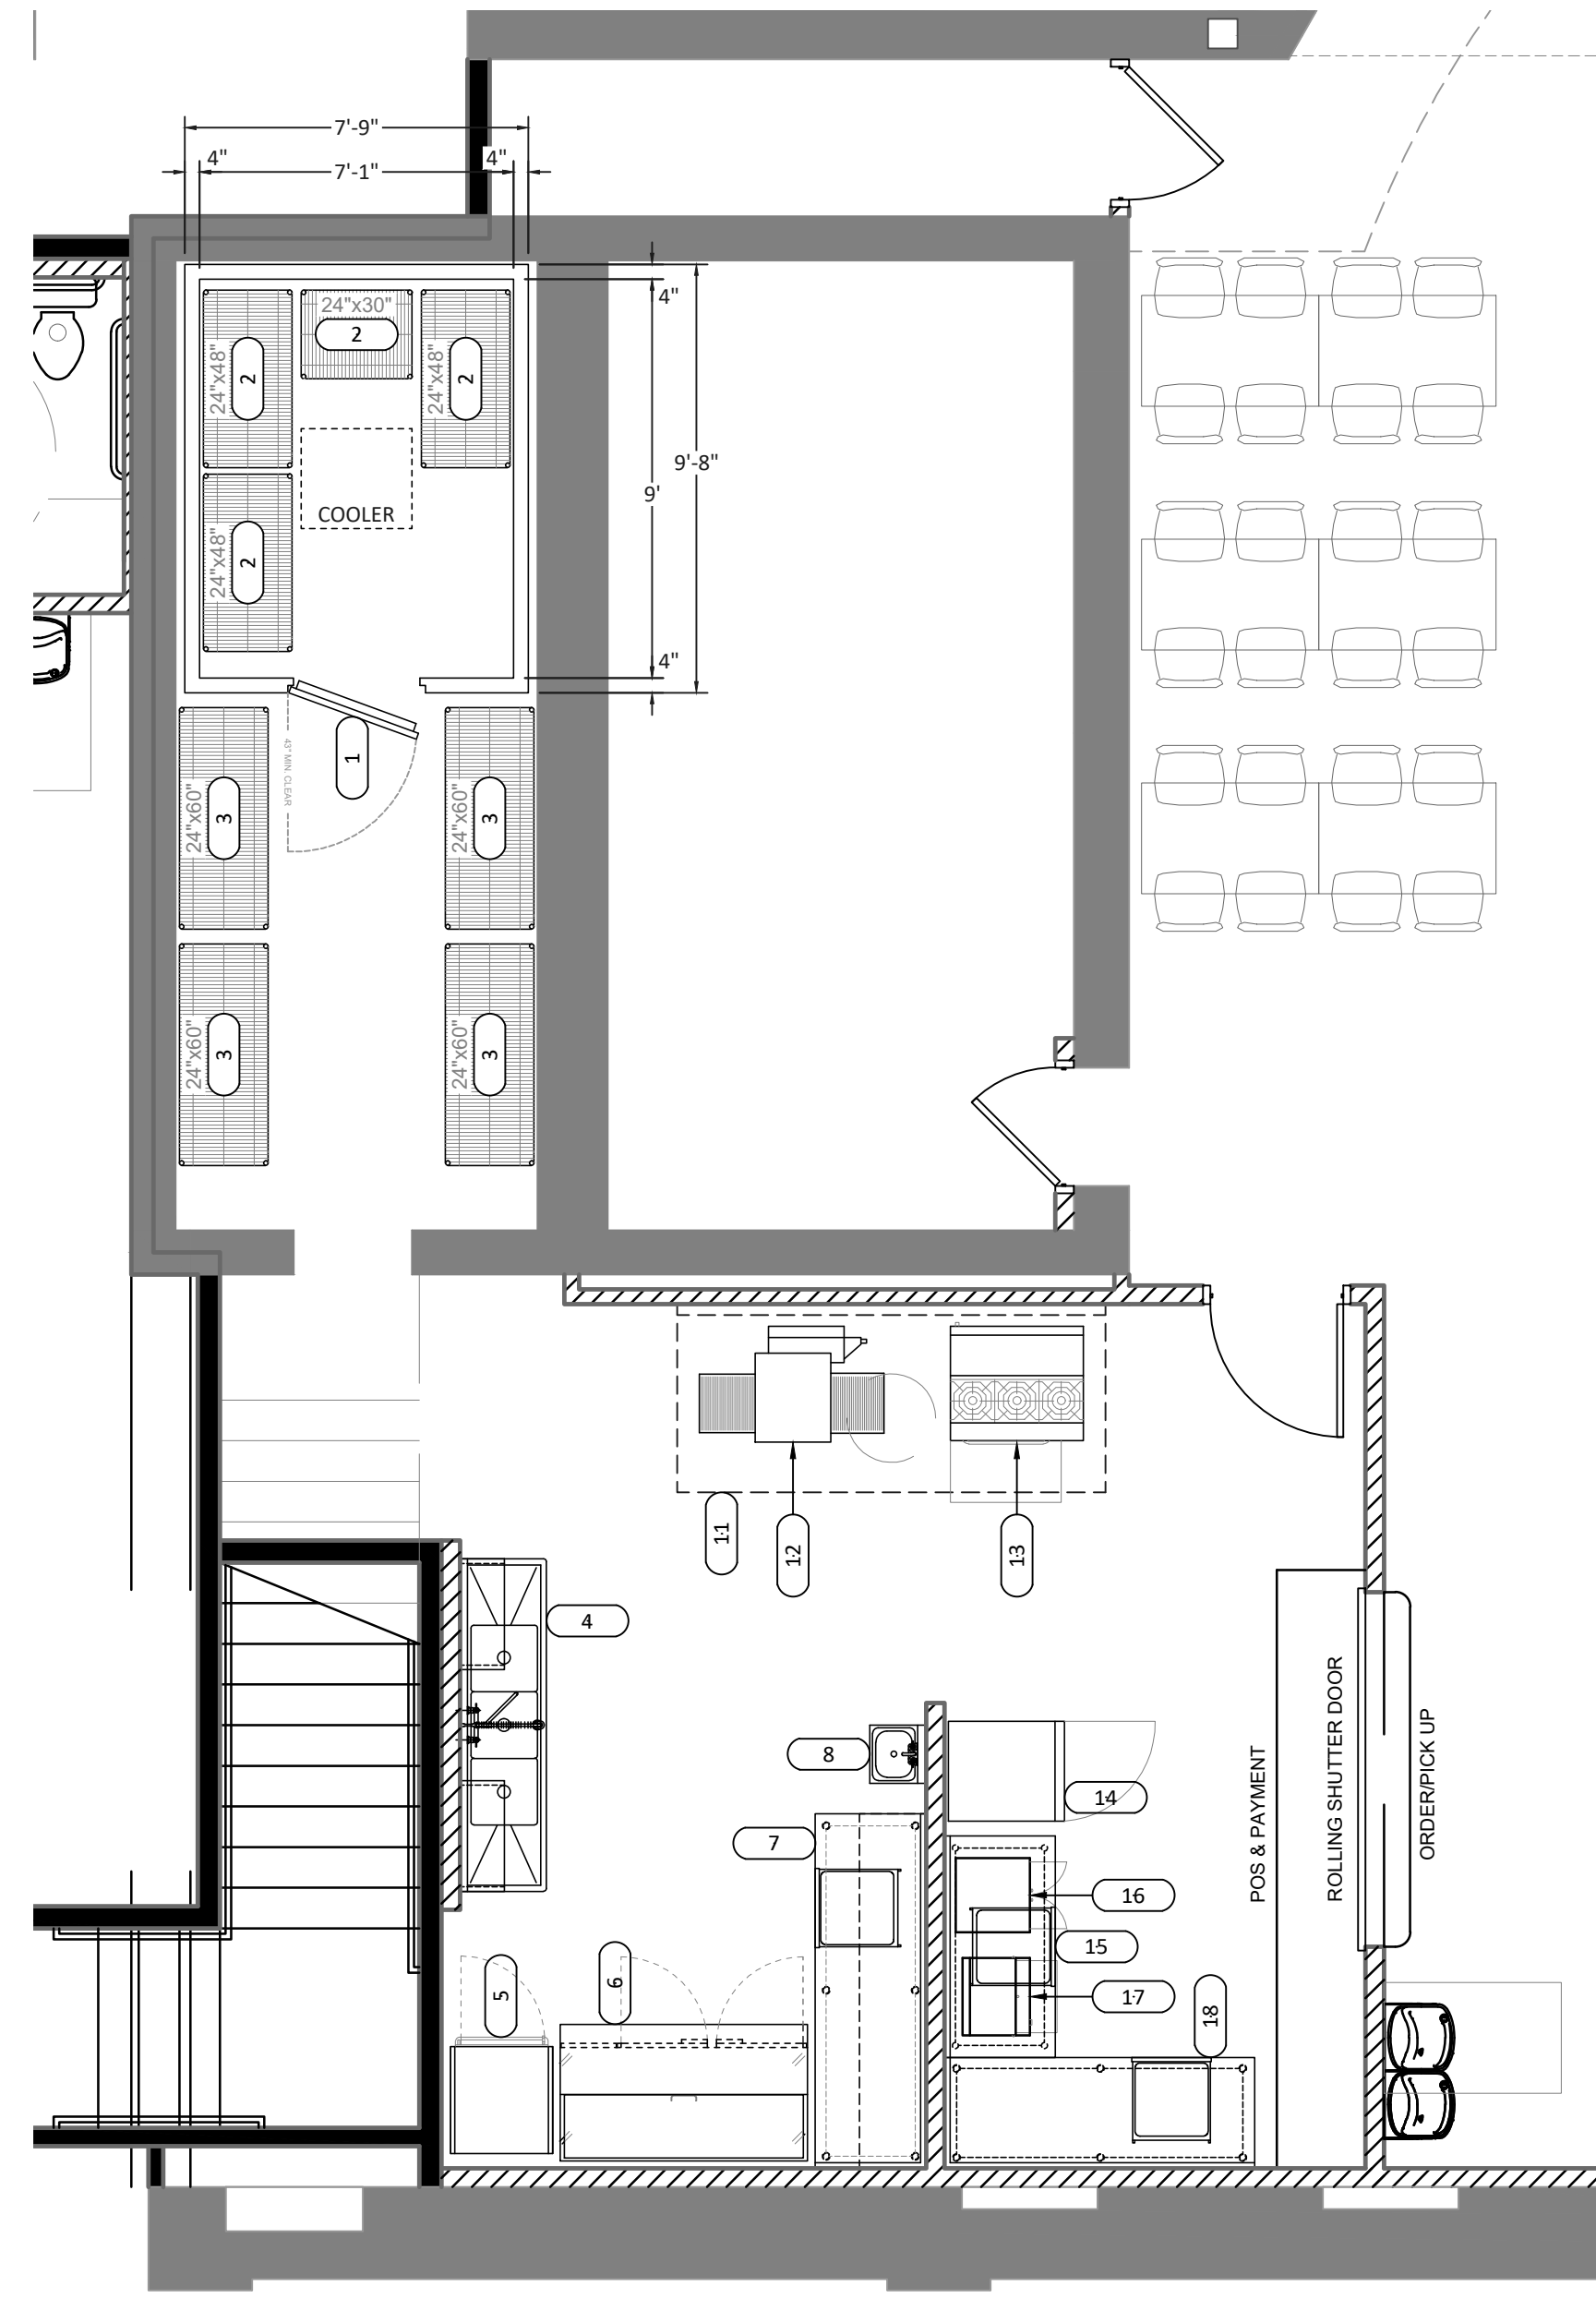 7'-9"
4"
7'-1"
4"
4"
24"x30"
2
24"x48"
2
24"x48"
2
9'-8"
9'
COOLER
24"x48"
2
4"
1
43" MIN. CLEAR
24"x60"
3
24"x60"
3
24"x60"
3
24"x60"
3
11
12
13
4
8
14
7
16
15
17
18
5
6
POS & PAYMENT
ROLLING SHUTTER DOOR
ORDER/PICK UP